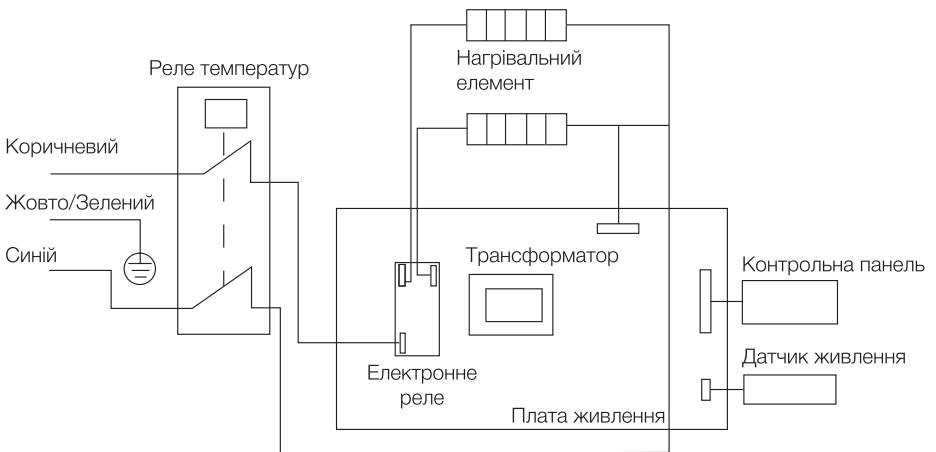 Нагрівальний
елемент
Реле температур
Коричневий
Жовто/Зелений
Синій
Трансформатор
Контрольна панель
Датчик живлення
Електронне
реле
Плата живлення